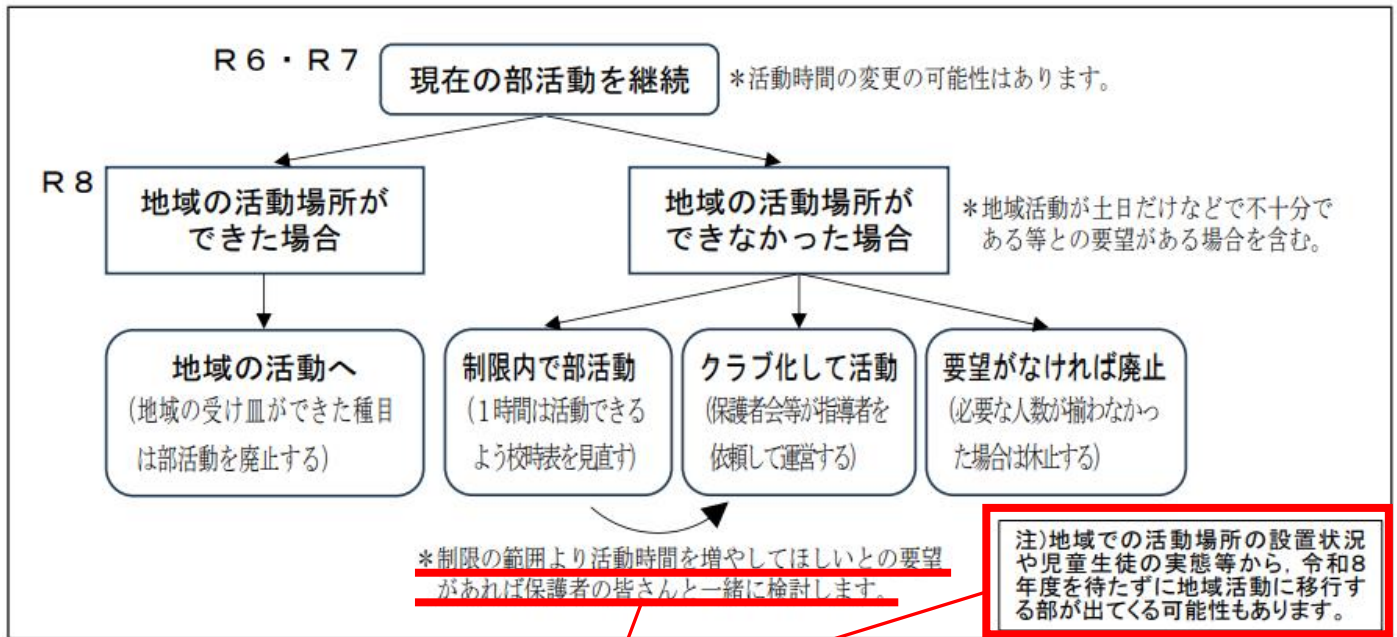 R6・R7
現在の部活動を継続
＊活動時間の変更の可能性はあります。
R8
地域の活動場所が
できた場合
地域の活動場所が
できなかった場合
＊地域活動が土日だけなどで不十分で
ある等との要望がある場合を含む。
地域の活動へ
(地域の受け皿ができた種目
は部活動を廃止する)
制限内で部活動
(１時間は活動できる
よう校時表を見直す)
クラブ化して活動
(保護者会等が指導者を
依頼して運営する)
要望がなければ廃止
(必要な人数が揃わなかっ
た場合は休止する)
＊制限の範囲より活動時間を増やしてほしいとの要望
があれば保護者の皆さんと一緒に検討します。
注)地域での活動場所の設置状況
や児童生徒の実態等から，令和８
年度を待たずに地域活動に移行す
る部が出てくる可能性もあります。